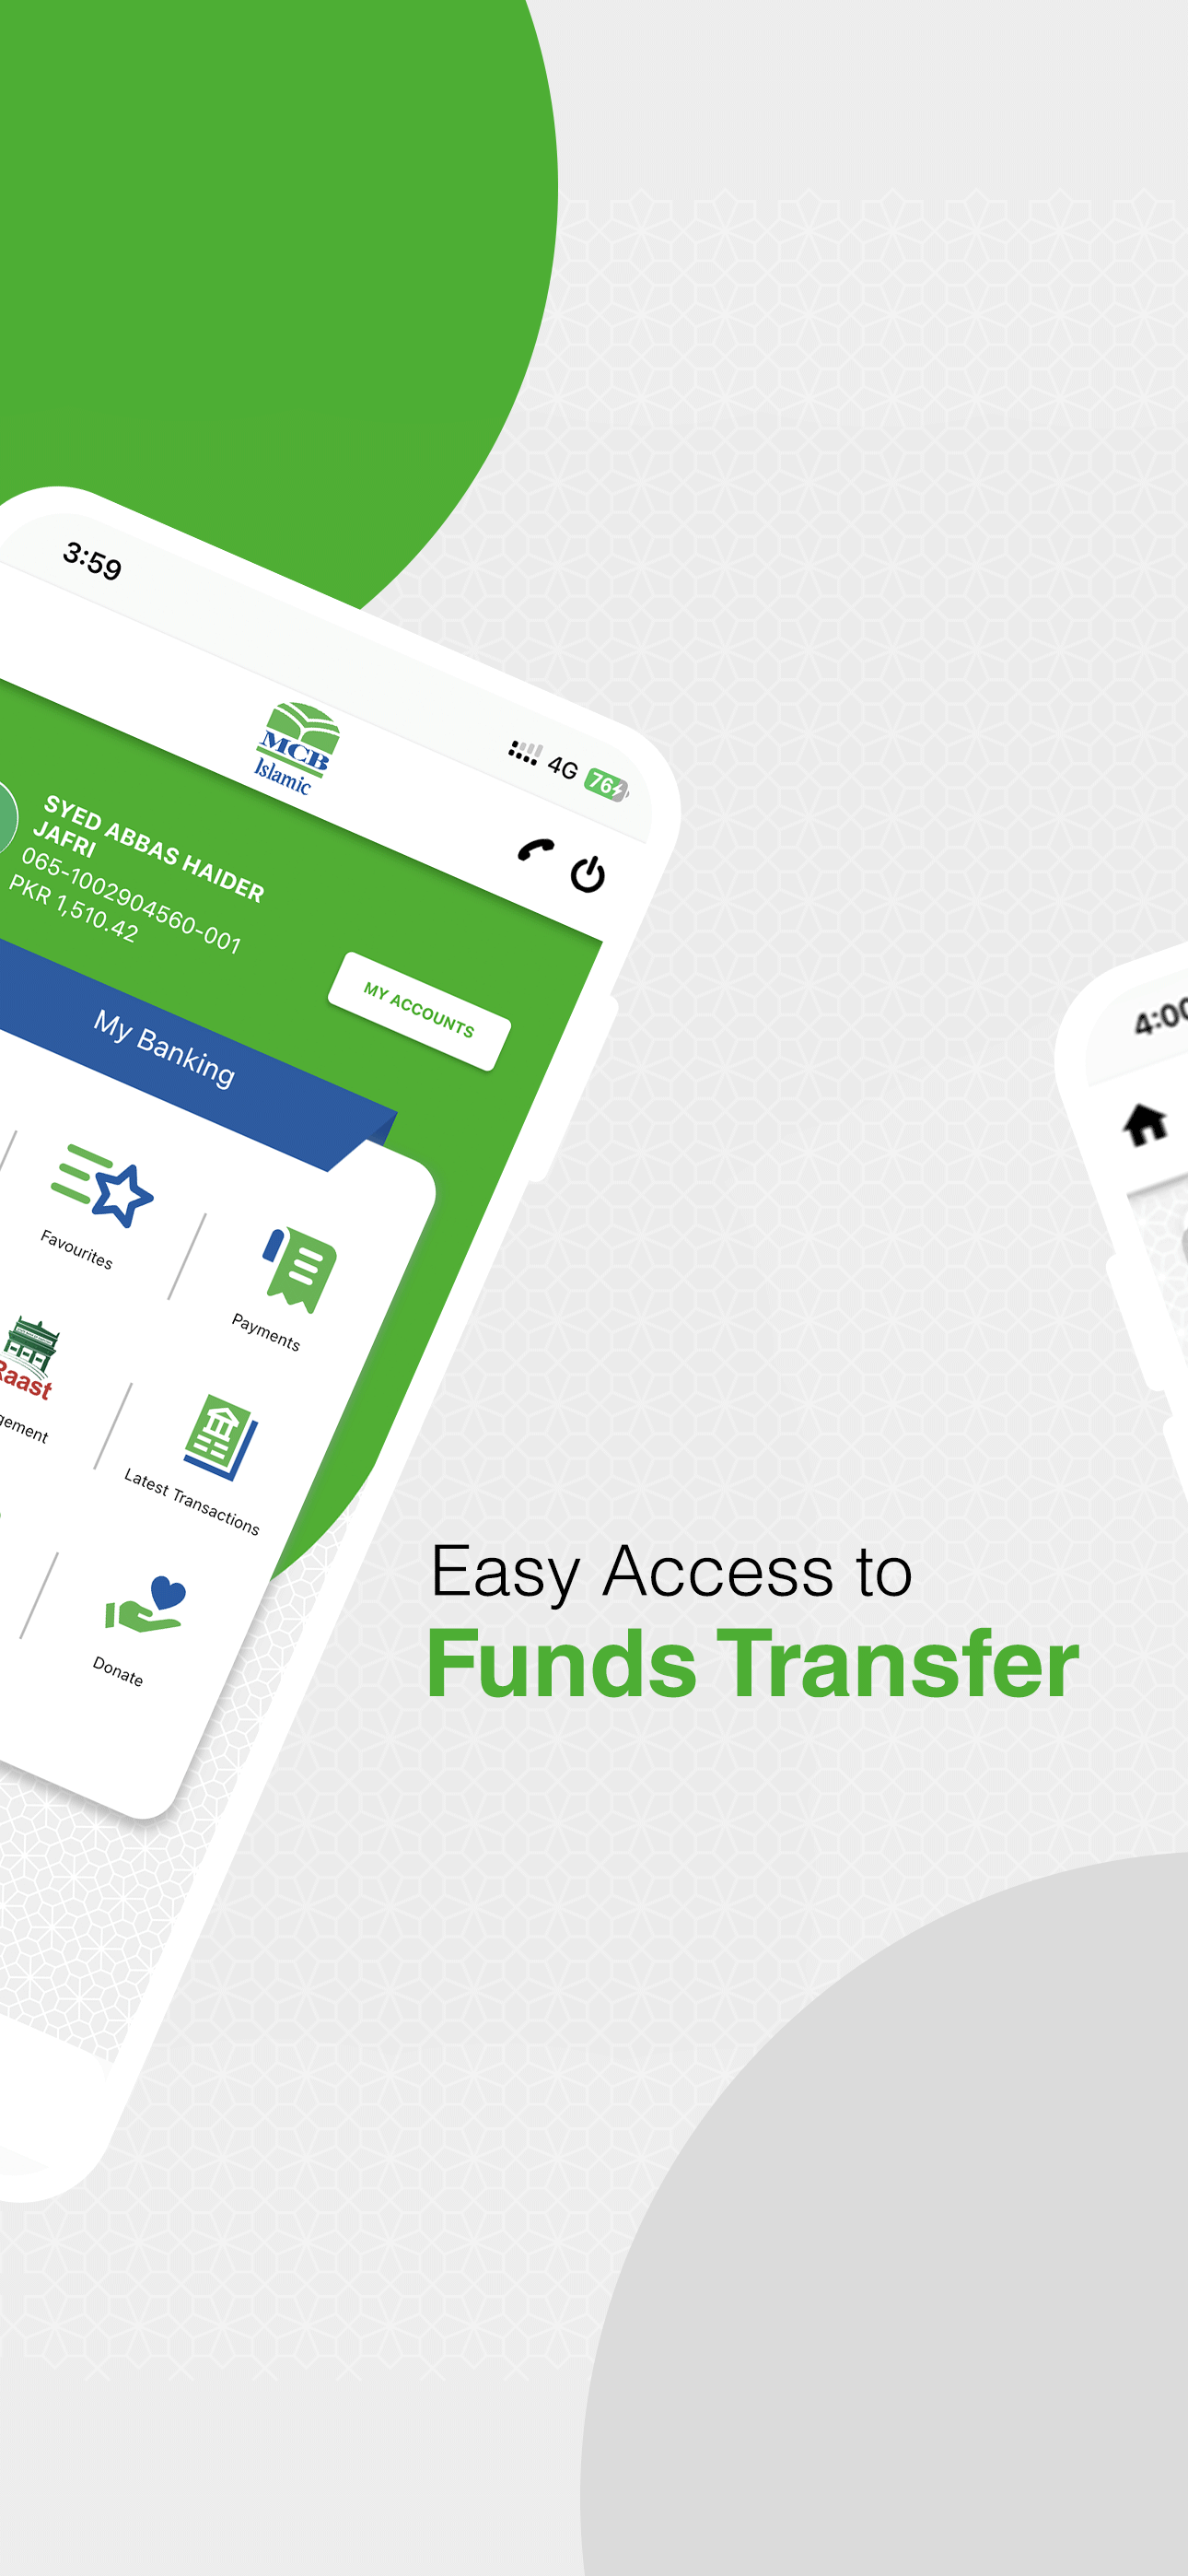 3:59
4G 76
MCB
Islamic
SYED ABBAS HAIDER
JAFRI
065-1002904560-001
PKR 1,510.42
MY ACCOUNTS
My Banking
Favourites
Payments
Raast
Latest Transactions
Donate
4:00
Easy Access to
Funds Transfer